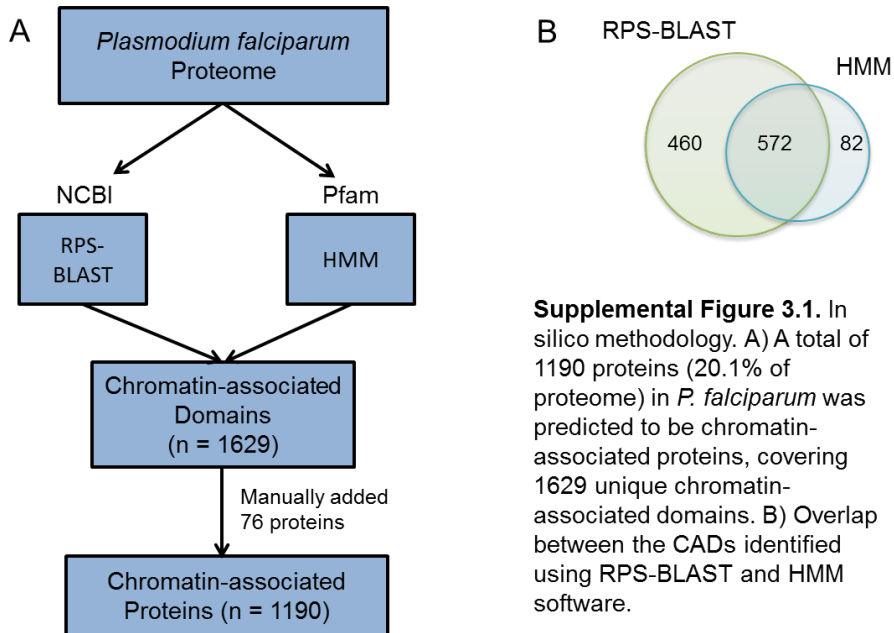 A
Plasmodium falciparum
Proteome
NCBI
Pfam
RPS-
BLAST
HMM
Chromatin-associated
Domains
(n = 1629)
Manually added
76 proteins
Chromatin-associated
Proteins (n = 1190)
B
RPS-BLAST
HMM
460
572
82
Supplemental Figure 3.1. In
silico methodology. A) A total of
1190 proteins (20.1% of
proteome) in P. falciparum was
predicted to be chromatin-
associated proteins, covering
1629 unique chromatin-
associated domains. B) Overlap
between the CADs identified
using RPS-BLAST and HMM
software.